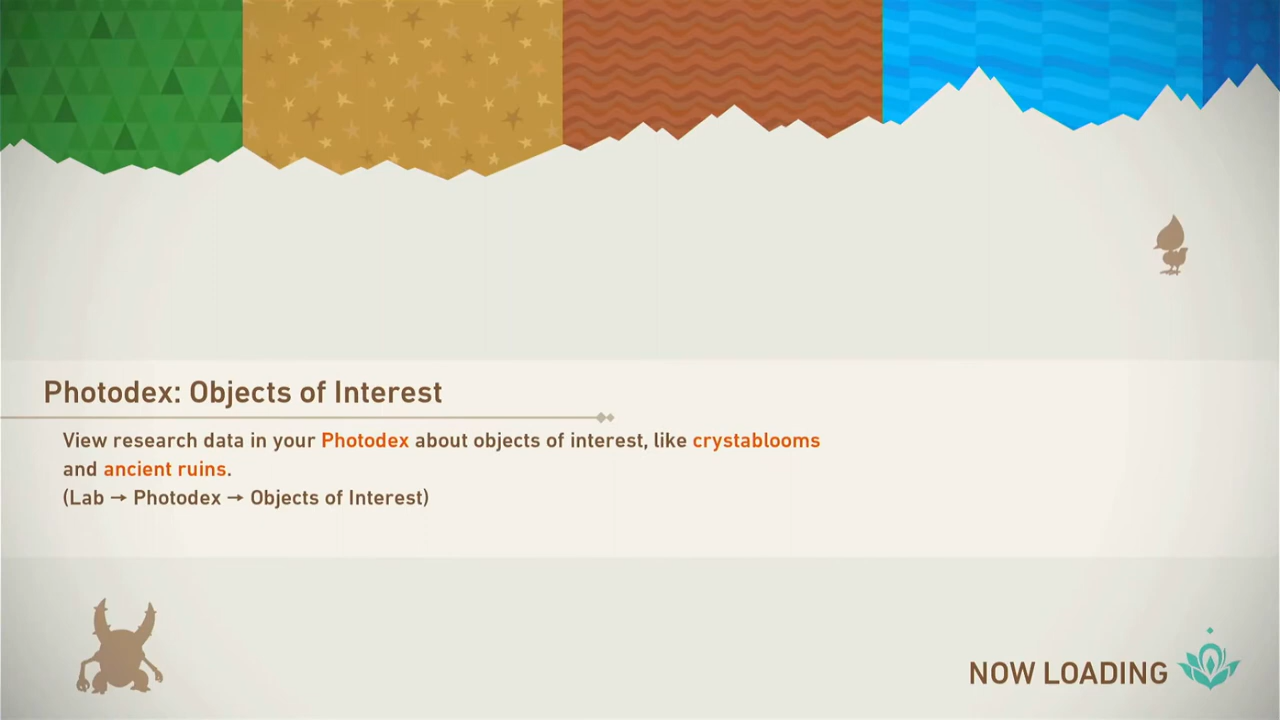 Photodex: Objects of Interest
View research data in your Photodex about objects of interest, like crystablooms
and ancient ruins.
(Lab → Photodex → Objects of Interest)
NOW LOADING